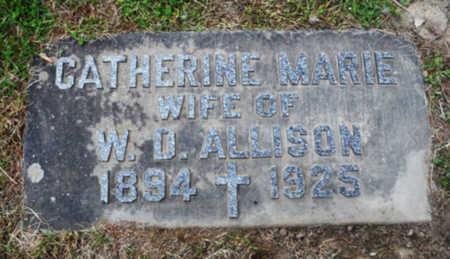 CATHERINE MARIE
WIFE OF
W. D. ALLISON
1894 ✝ 1925